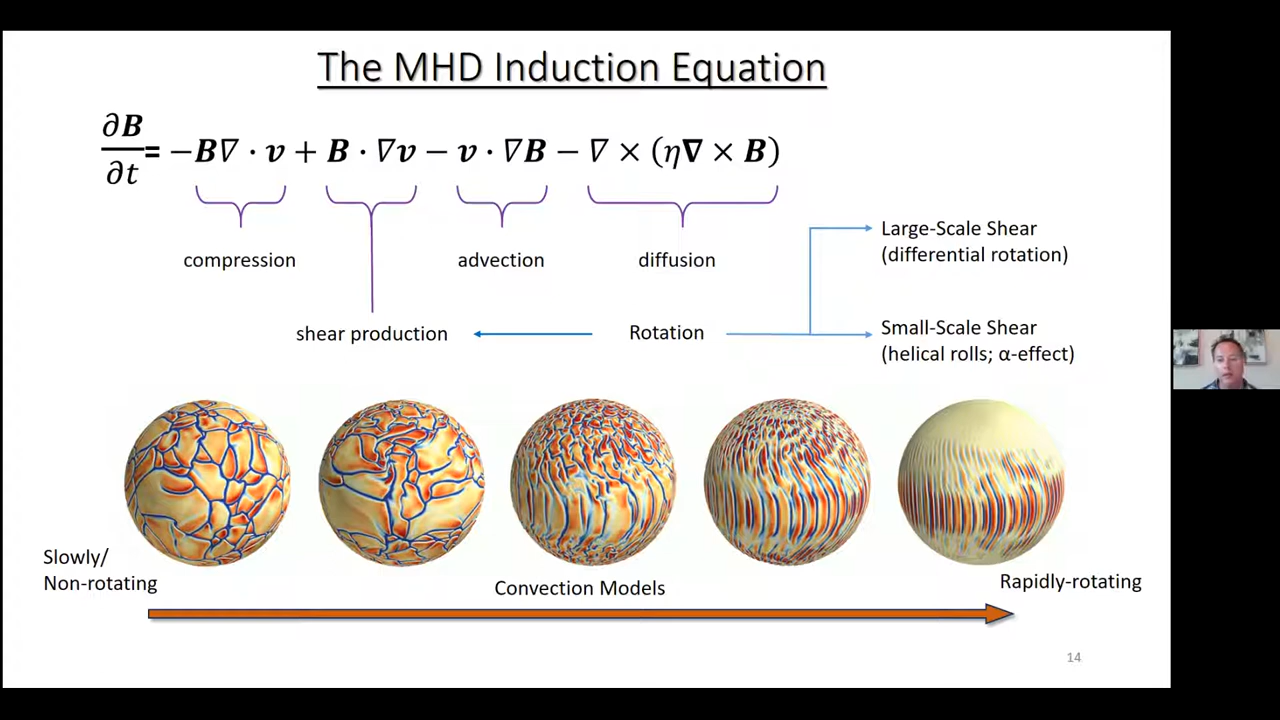 The MHD Induction Equation
∂B/∂t = −B∇ · v + B · ∇v − v · ∇B − ∇ × (η∇ × B)
compression
advection
diffusion
Large-Scale Shear
(differential rotation)
shear production
Rotation
Small-Scale Shear
(helical rolls; α-effect)
Slowly/
Non-rotating
Convection Models
Rapidly-rotating
14